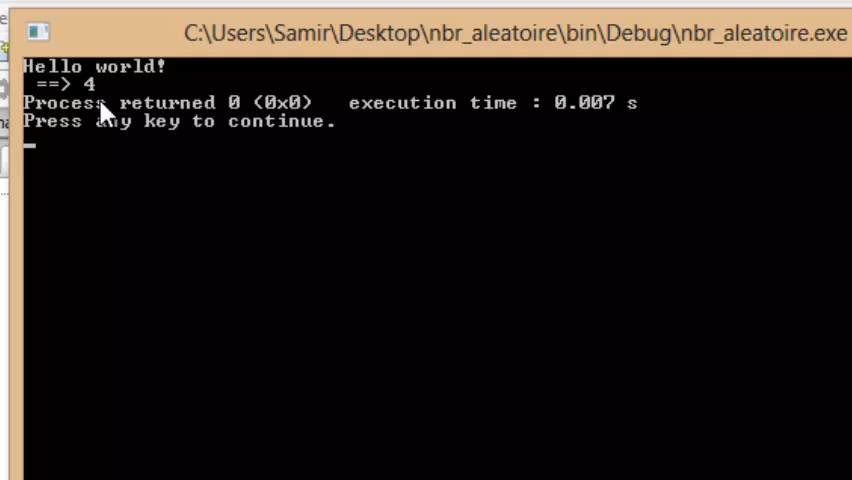 C:\Users\Samir\Desktop\nbr_aleatoire\bin\Debug\nbr_aleatoire.exe
Hello world!
==> 4
Process returned 0 (0x0)   execution time : 0.007 s
Press any key to continue.